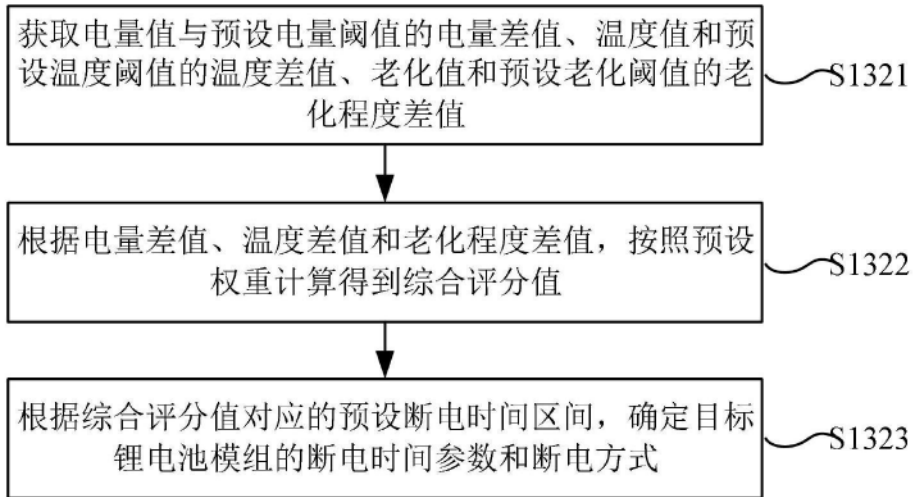 获取电量值与预设电量阈值的电量差值、温度值和预
设温度阈值的温度差值、老化值和预设老化阈值的老
化程度差值
S1321
根据电量差值、温度差值和老化程度差值，按照预设
权重计算得到综合评分值
S1322
根据综合评分值对应的预设断电时间区间，确定目标
锂电池模组的断电时间参数和断电方式
S1323